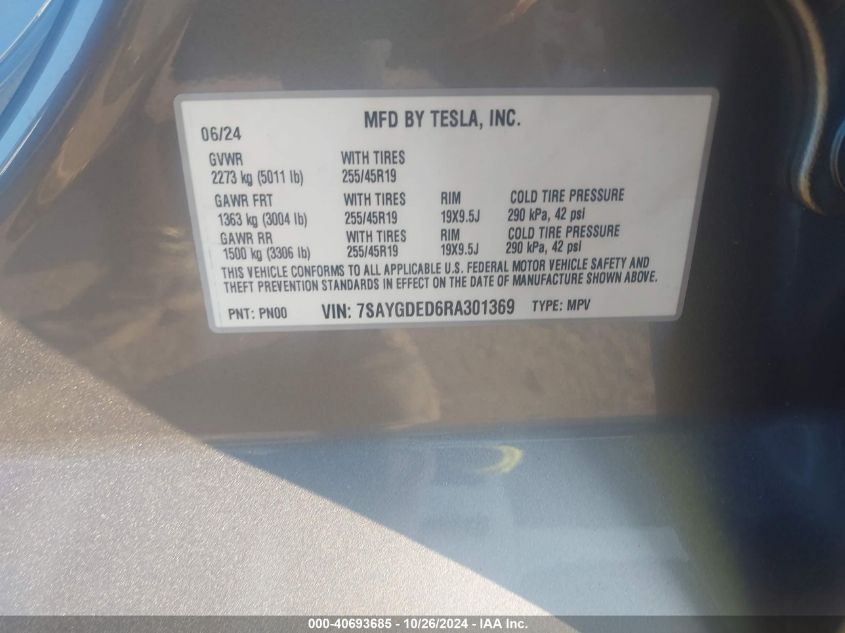 MFD BY TESLA, INC.
06/24
GVWR WITH TIRES
2273 kg (5011 lb) 255/45R19
GAWR FRT WITH TIRES RIM COLD TIRE PRESSURE
1363 kg (3004 lb) 255/45R19 19X9.5J 290 kPa, 42 psi
GAWR RR WITH TIRES RIM COLD TIRE PRESSURE
1500 kg (3306 lb) 255/45R19 19X9.5J 290 kPa, 42 psi
THIS VEHICLE CONFORMS TO ALL APPLICABLE U.S. FEDERAL MOTOR VEHICLE SAFETY AND
THEFT PREVENTION STANDARDS IN EFFECT ON THE DATE OF MANUFACTURE SHOWN ABOVE.
PNT: PN00 VIN: 7SAYGDED6RA301369 TYPE: MPV
000-40693685 - 10/26/2024 - IAA Inc.